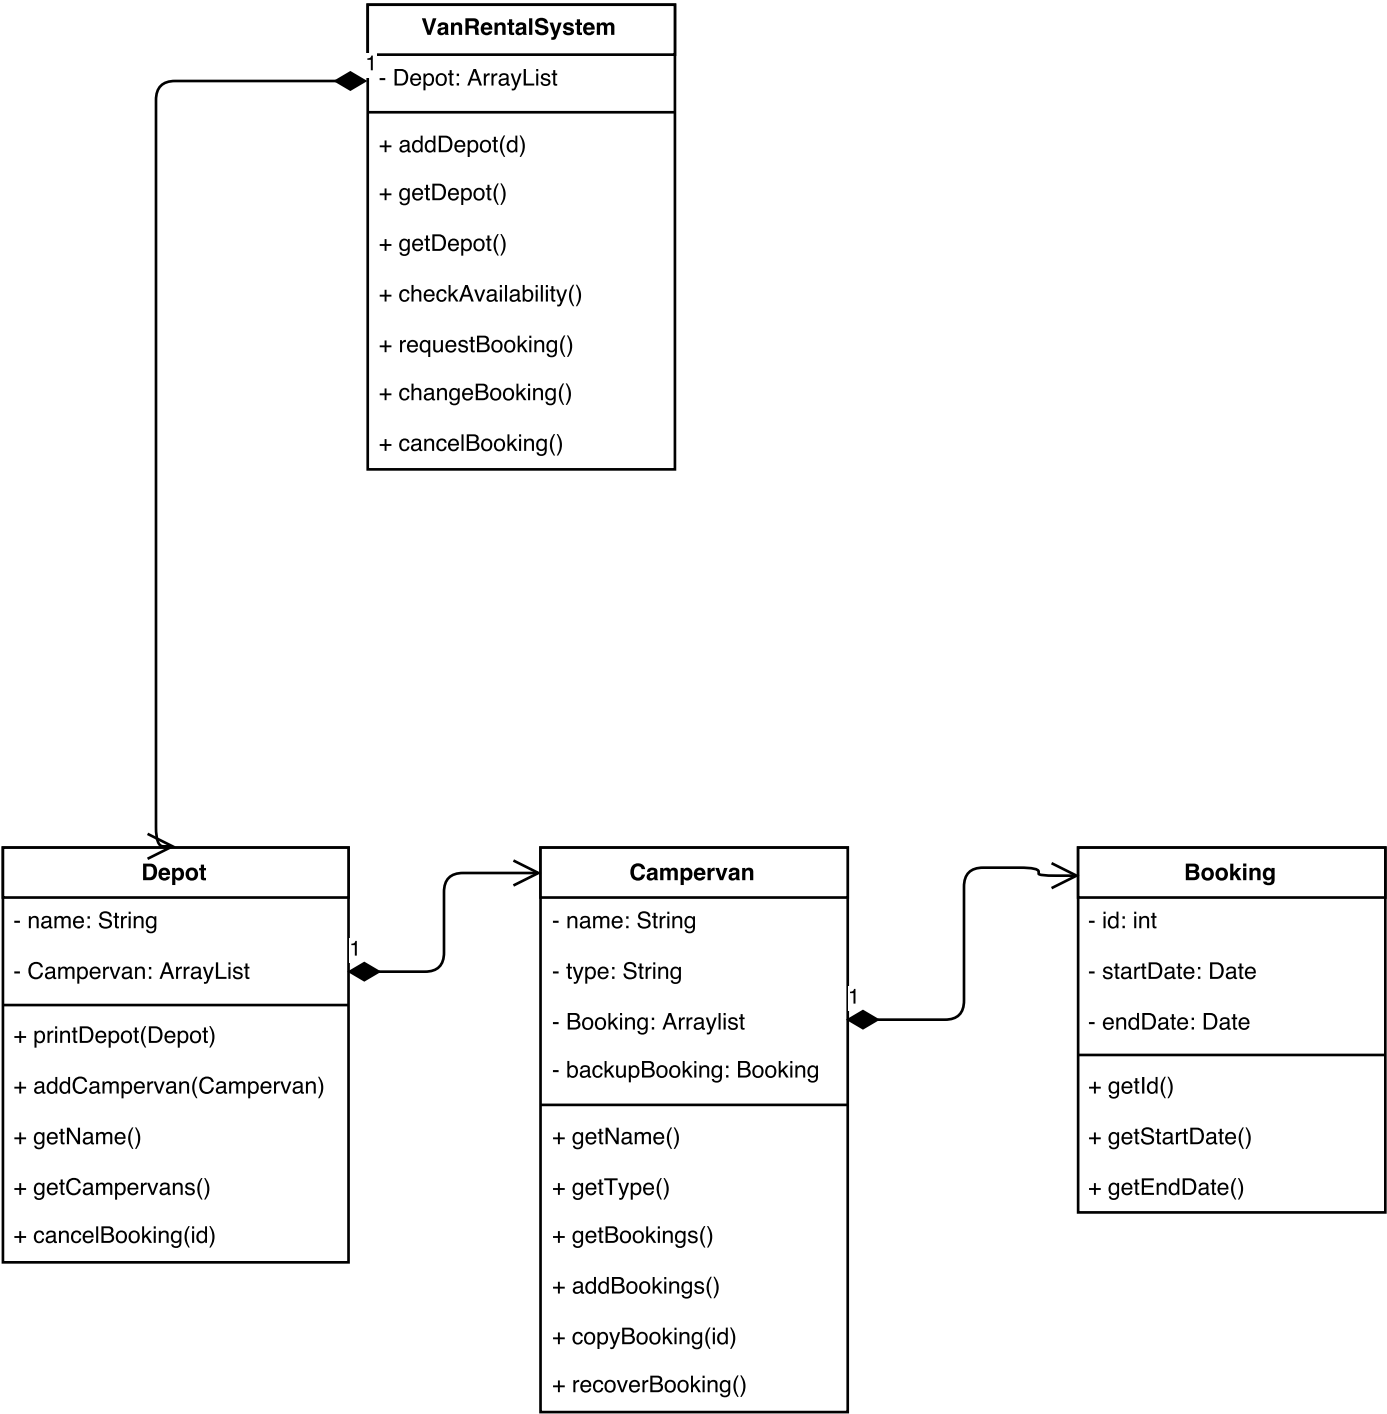 VanRentalSystem
1
- Depot: ArrayList
+ addDepot(d)
+ getDepot()
+ getDepot()
+ checkAvailability()
+ requestBooking()
+ changeBooking()
+ cancelBooking()
Depot
- name: String
- Campervan: ArrayList
1
+ printDepot(Depot)
+ addCampervan(Campervan)
+ getName()
+ getCampervans()
+ cancelBooking(id)
Campervan
- name: String
- type: String
- Booking: Arraylist
1
- backupBooking: Booking
+ getName()
+ getType()
+ getBookings()
+ addBookings()
+ copyBooking(id)
+ recoverBooking()
Booking
- id: int
- startDate: Date
- endDate: Date
+ getId()
+ getStartDate()
+ getEndDate()